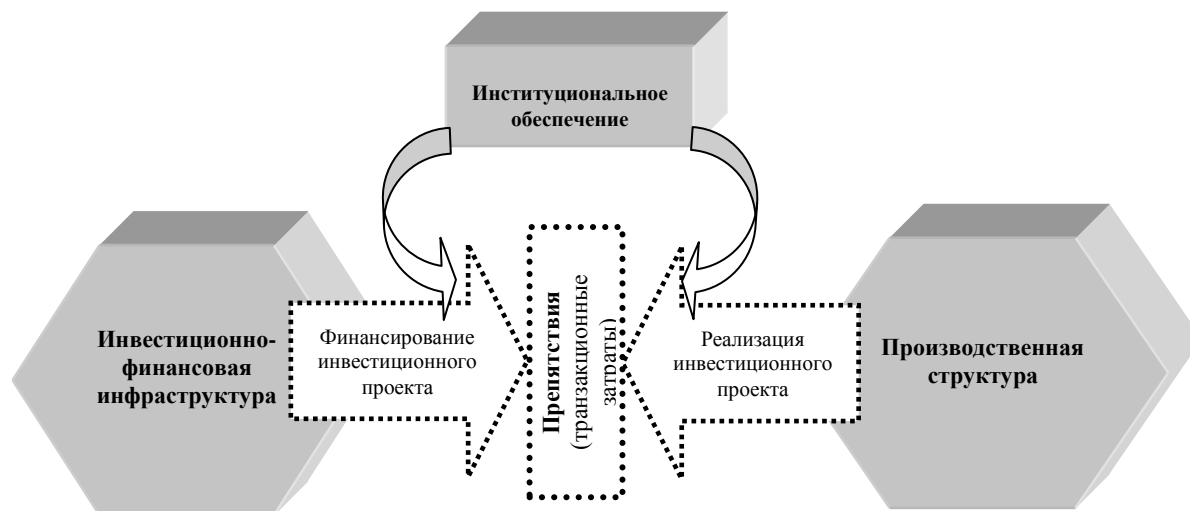 Институциональное
обеспечение
Инвестиционно-
финансовая
инфраструктура
Финансирование
инвестиционного
проекта
Препятствия
(транзакционные
затраты)
Реализация
инвестиционного
проекта
Производственная
структура